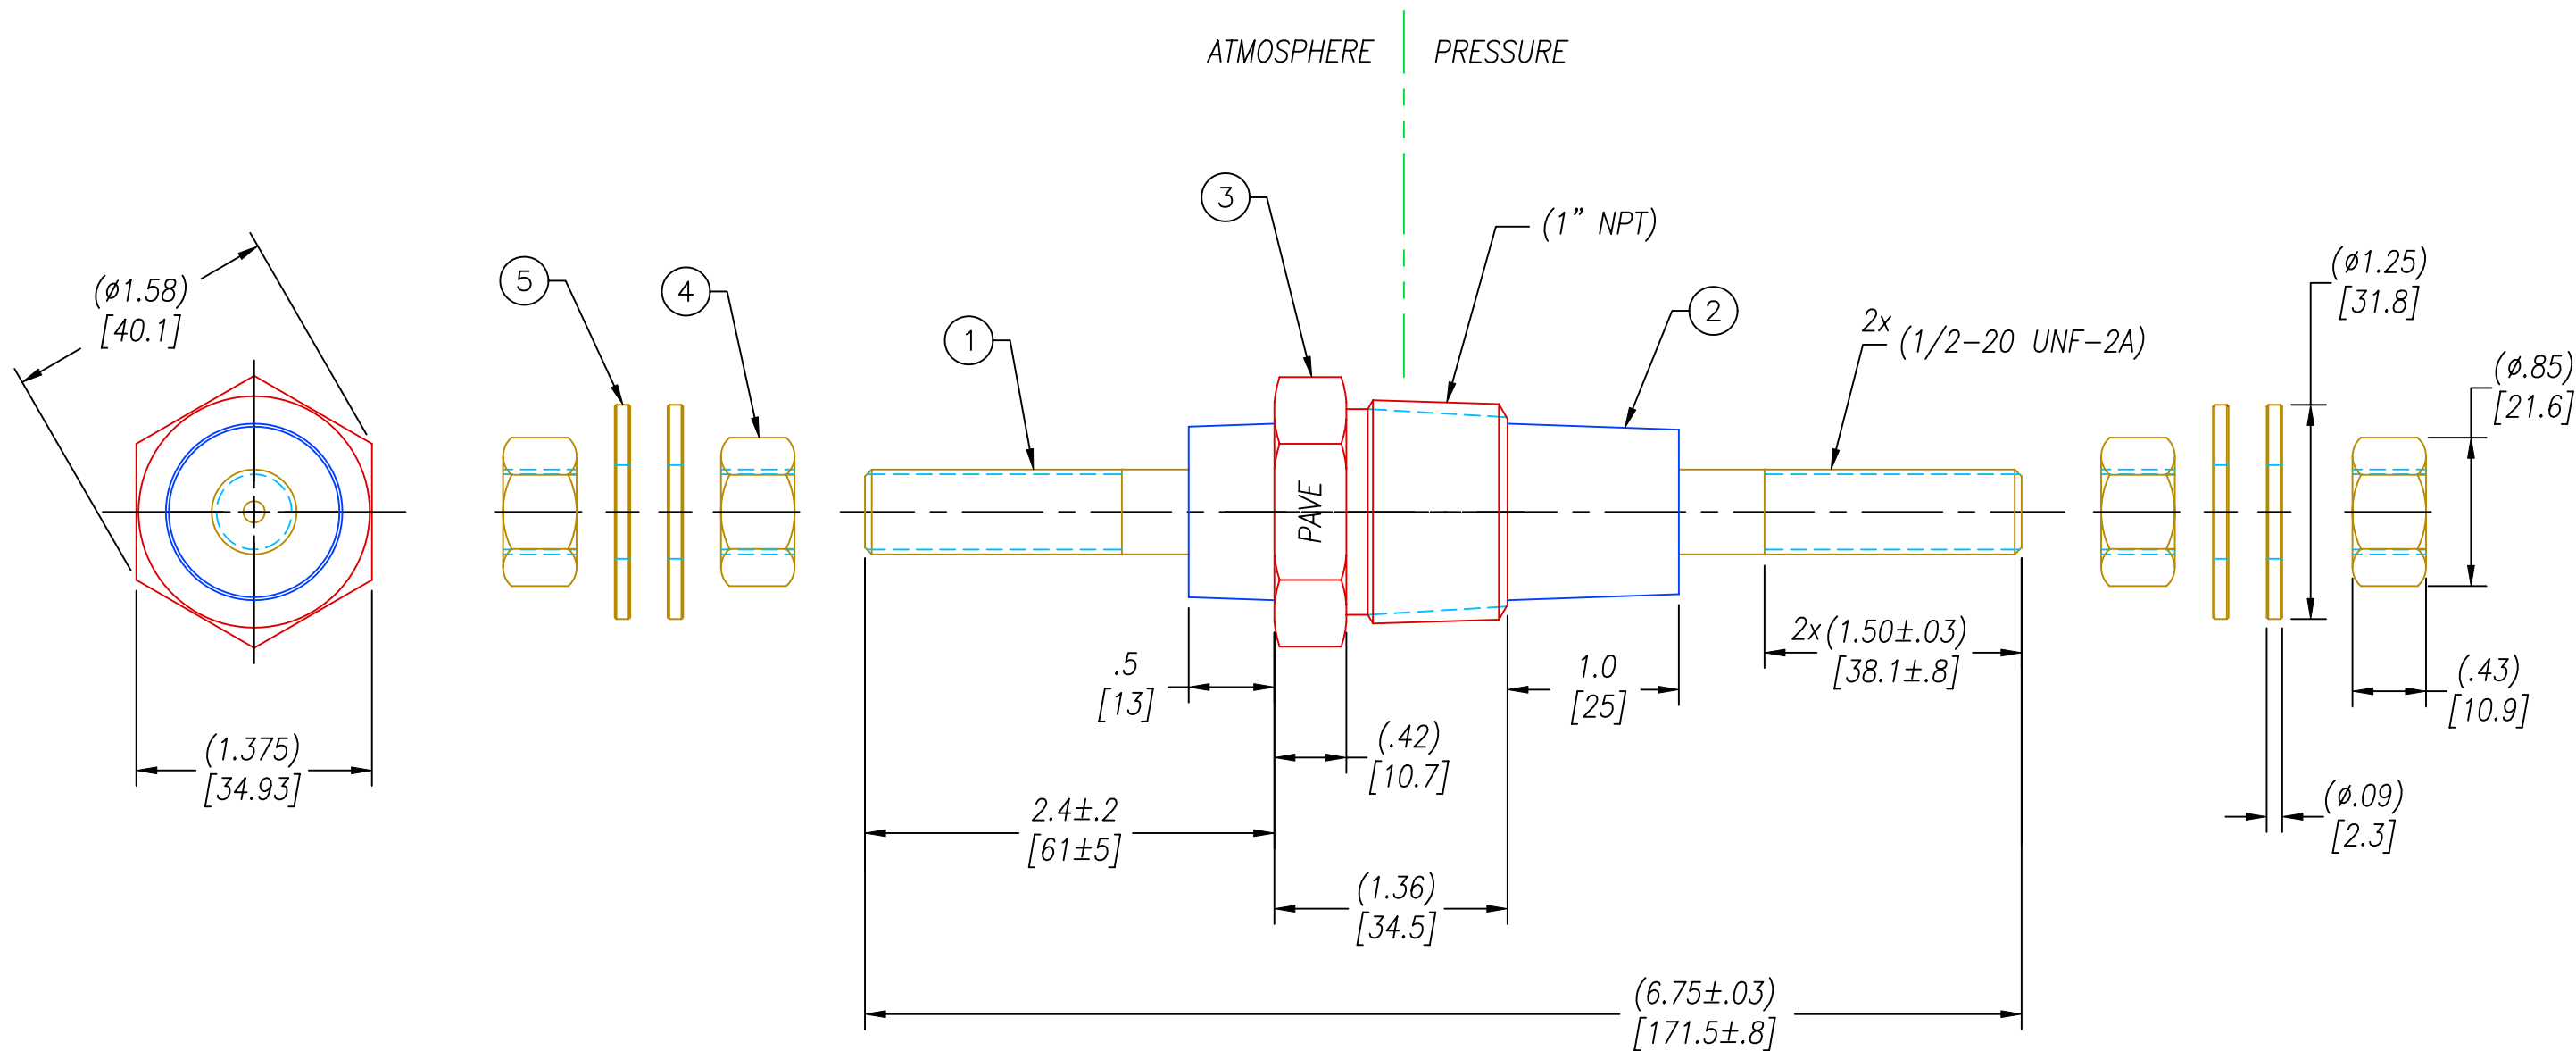 ATMOSPHERE
PRESSURE
3
(1" NPT)
(ø1.58)
[40.1]
5
4
1
2
2x
(1/2-20 UNF-2A)
(ø1.25)
[31.8]
(ø.85)
[21.6]
PAVE
.5
[13]
1.0
[25]
2x(1.50±.03)
[38.1±.8]
(.43)
[10.9]
(1.375)
[34.93]
(.42)
[10.7]
2.4±.2
[61±5]
(ø.09)
[2.3]
(1.36)
[34.5]
(6.75±.03)
[171.5±.8]